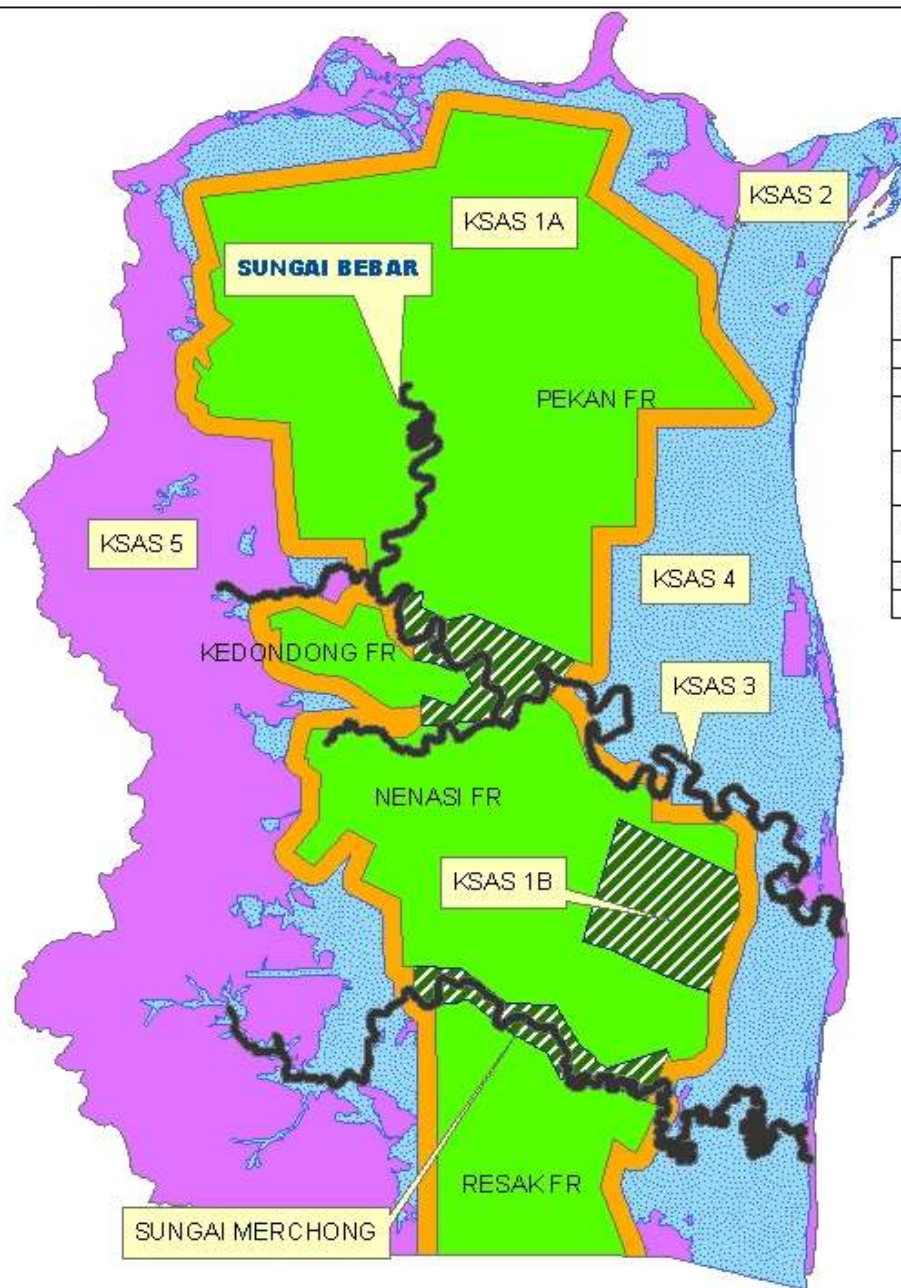 KSAS 1A
KSAS 2
SUNGAI BEBAR
PEKAN FR
KSAS 5
KSAS 4
KEDONDONG FR
KSAS 3
NENASI FR
KSAS 1B
RESAK FR
SUNGAI MERCHONG